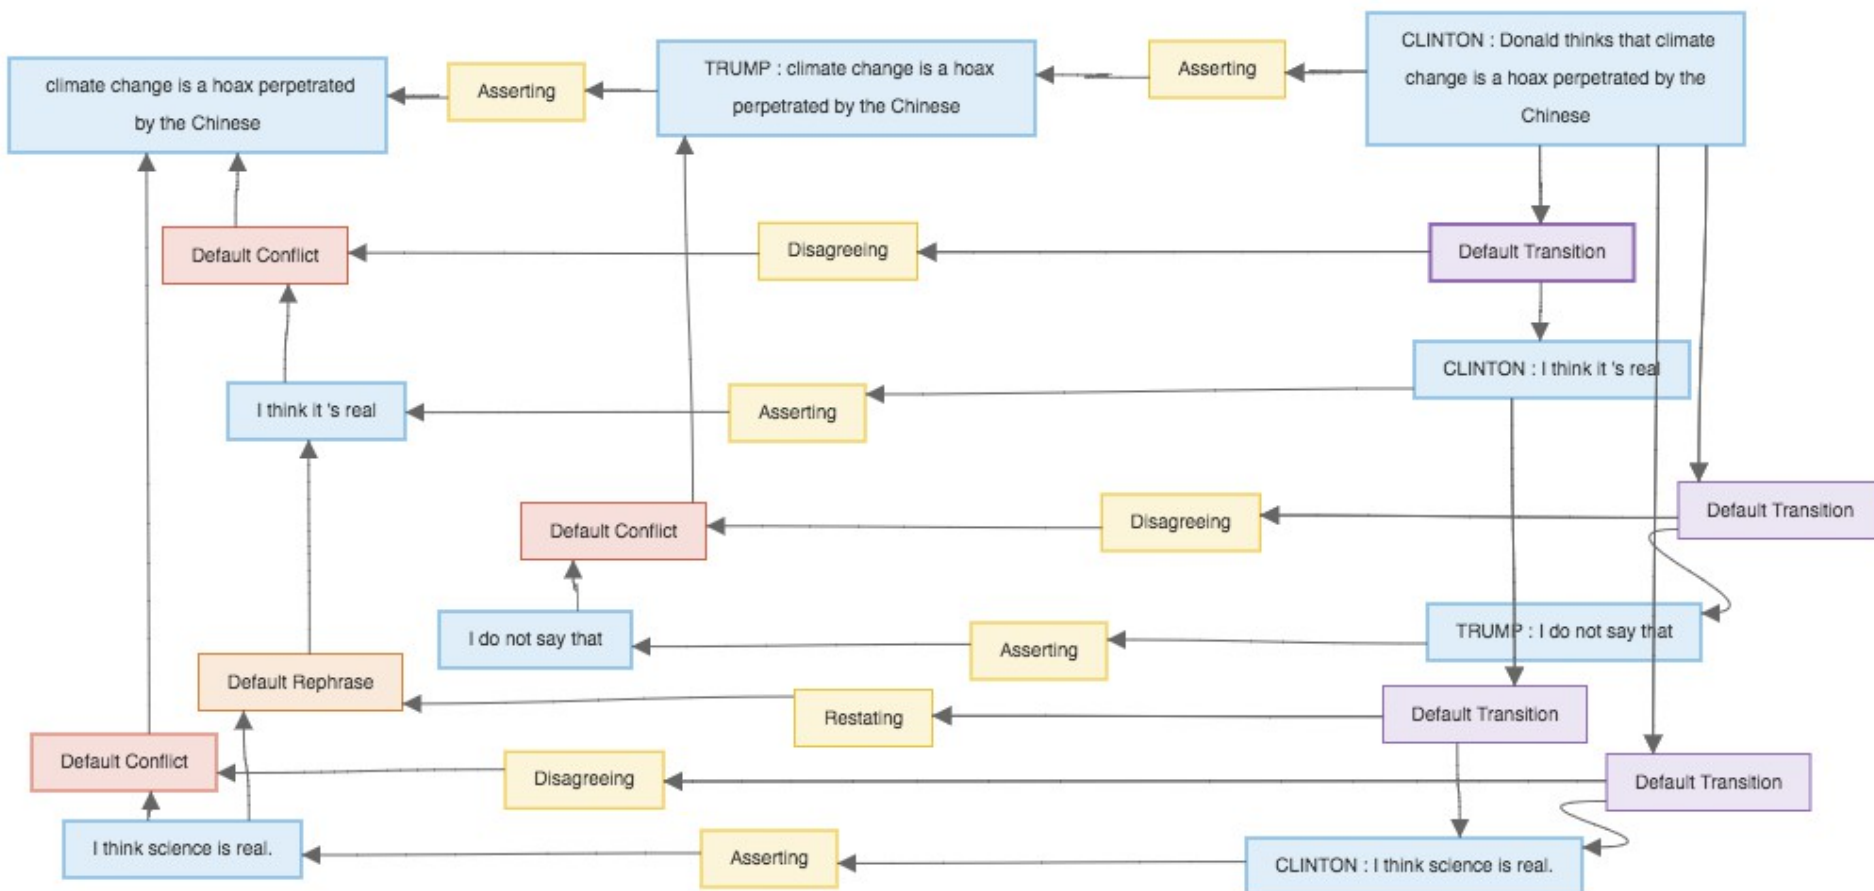 CLINTON : Donald thinks that climate
change is a hoax perpetrated by the
Chinese
Asserting
TRUMP : climate change is a hoax
perpetrated by the Chinese
Asserting
climate change is a hoax perpetrated
by the Chinese
Default Conflict
Disagreeing
Default Transition
CLINTON : I think it 's real
Asserting
I think it 's real
Default Transition
Disagreeing
Default Conflict
TRUMP : I do not say that
Asserting
I do not say that
Default Rephrase
Restating
Default Transition
Default Conflict
Disagreeing
Default Transition
I think science is real.
Asserting
CLINTON : I think science is real.